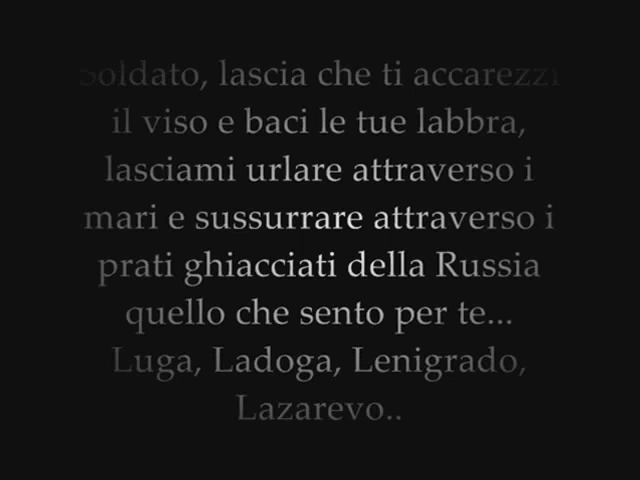 Soldato, lascia che ti accarezzi
il viso e baci le tue labbra,
lasciami urlare attraverso i
mari e sussurrare attraverso i
prati ghiacciati della Russia
quello che sento per te...
Luga, Ladoga, Lenigrado,
Lazarevo..